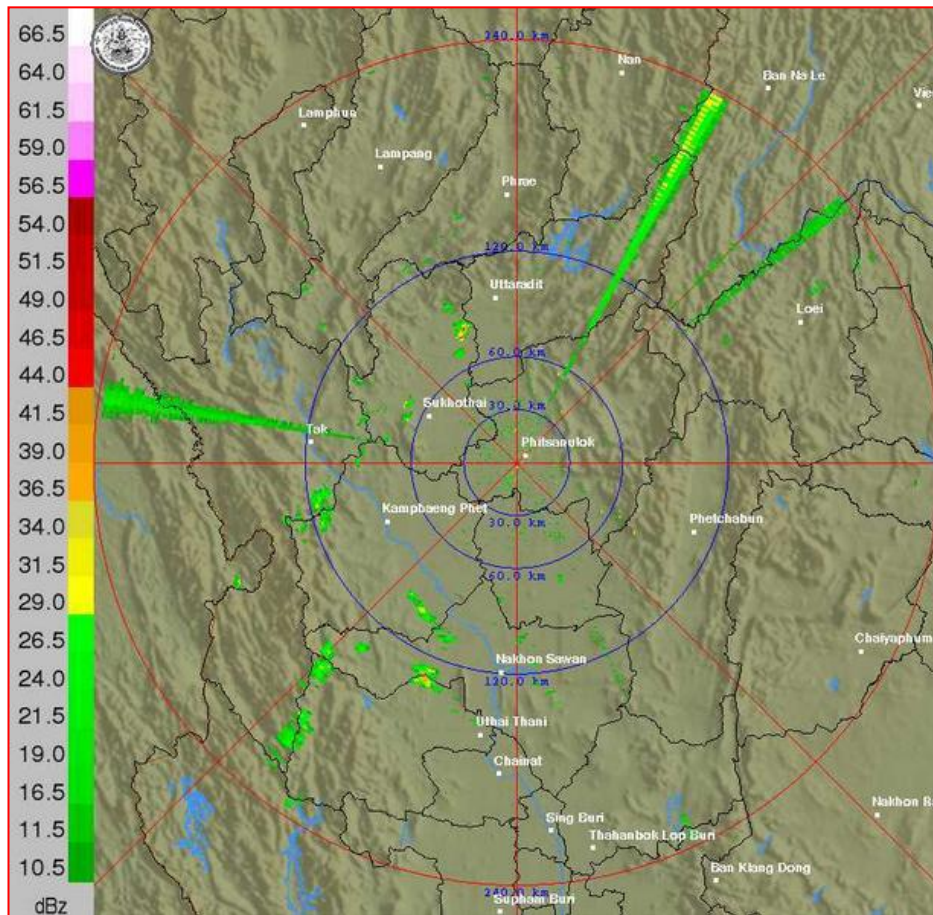 66.5
64.0
61.5
59.0
56.5
54.0
51.5
49.0
46.5
44.0
41.5
39.0
36.5
34.0
31.5
29.0
26.5
24.0
21.5
19.0
16.5
11.5
10.5
dBz
240.0 km
Nan
Ban Na Le
Vie
Lamphun
Lampang
Phrae
120.0 km
Uttaradit
Loei
60.0 km
30.0 km
Sukhothai
Tak
Phitsanulok
Kamphaeng Phet
30.0 km
Phetchabun
60.0 km
Chaiyaphum
Nakhon Sawan
120.0 km
Uthai Thani
Chainat
Nakhon Ra
Sing Buri
Thahanbok Lop Buri
Ban Klang Dong
240.0 km
Supham Buri